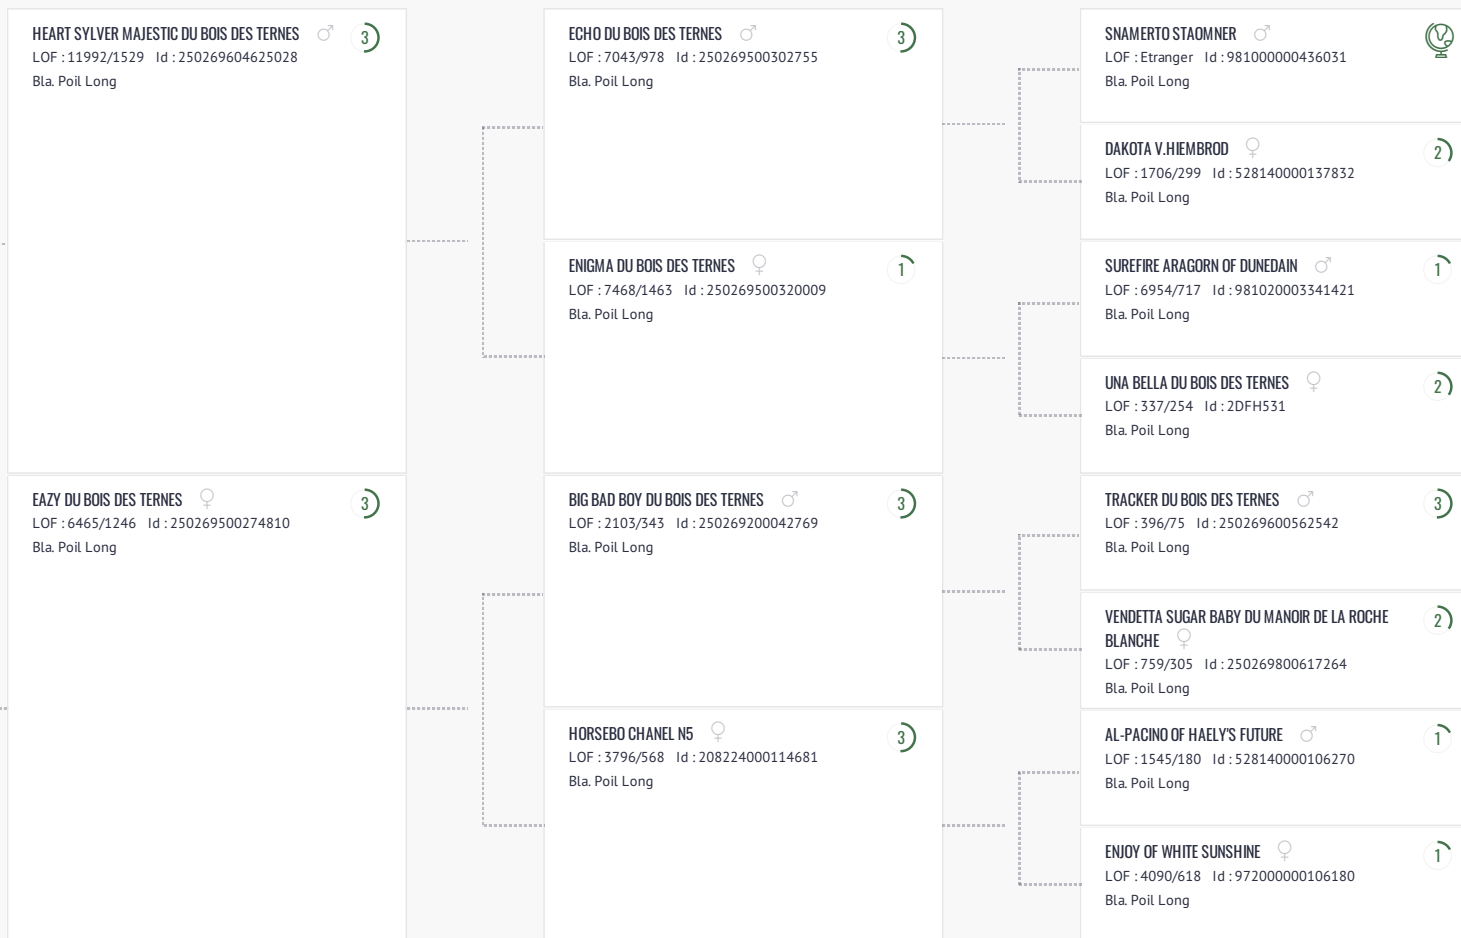 HEART SYLVER MAJESTIC DU BOIS DES TERNES 3
LOF : 11992/1529 Id : 250269604625028
Bla. Poil Long
EAZY DU BOIS DES TERNES 3
LOF : 6465/1246 Id : 250269500274810
Bla. Poil Long
ECHO DU BOIS DES TERNES 3
LOF : 7043/978 Id : 250269500302755
Bla. Poil Long
ENIGMA DU BOIS DES TERNES 1
LOF : 7468/1463 Id : 250269500320009
Bla. Poil Long
BIG BAD BOY DU BOIS DES TERNES 3
LOF : 2103/343 Id : 250269200042769
Bla. Poil Long
HORSEBO CHANEL N5 3
LOF : 3796/568 Id : 208224000114681
Bla. Poil Long
SNAMERTO STAOMNER
LOF : Etranger Id : 981000000436031
Bla. Poil Long
DAKOTA V.HIEMBROD 2
LOF : 1706/299 Id : 528140000137832
Bla. Poil Long
SUREFIRE ARAGORN OF DUNEDAIN 1
LOF : 6954/717 Id : 981020003341421
Bla. Poil Long
UNA BELLA DU BOIS DES TERNES 2
LOF : 337/254 Id : 2DFH531
Bla. Poil Long
TRACKER DU BOIS DES TERNES 3
LOF : 396/75 Id : 250269600562542
Bla. Poil Long
VENDETTA SUGAR BABY DU MANOIR DE LA ROCHE 2
BLANCHE
LOF : 759/305 Id : 250269800617264
Bla. Poil Long
AL-PACINO OF HAELY'S FUTURE 1
LOF : 1545/180 Id : 528140000106270
Bla. Poil Long
ENJOY OF WHITE SUNSHINE 1
LOF : 4090/618 Id : 972000000106180
Bla. Poil Long